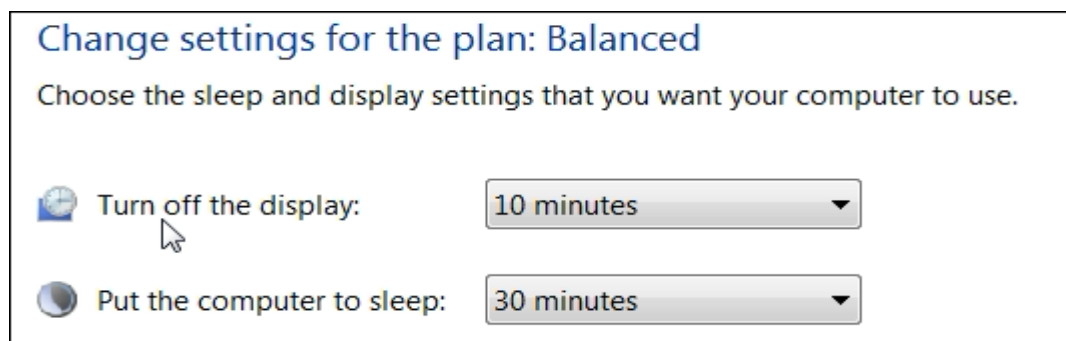 Change settings for the plan: Balanced
Choose the sleep and display settings that you want your computer to use.
Turn off the display: 10 minutes
Put the computer to sleep: 30 minutes